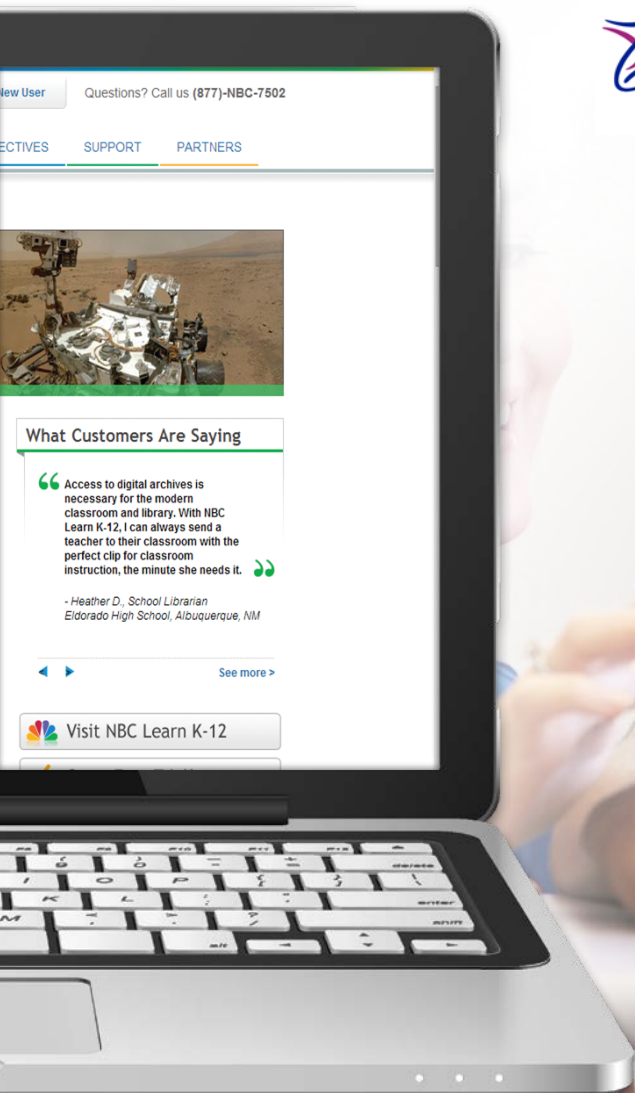 New User
Questions? Call us (877)-NBC-7502
ECTIVES
SUPPORT
PARTNERS
What Customers Are Saying
“ Access to digital archives is
necessary for the modern
classroom and library. With NBC
Learn K-12, I can always send a
teacher to their classroom with the
perfect clip for classroom
instruction, the minute she needs it. ”
- Heather D., School Librarian
Eldorado High School, Albuquerque, NM
See more >
Visit NBC Learn K-12
delete
enter
shift
alt